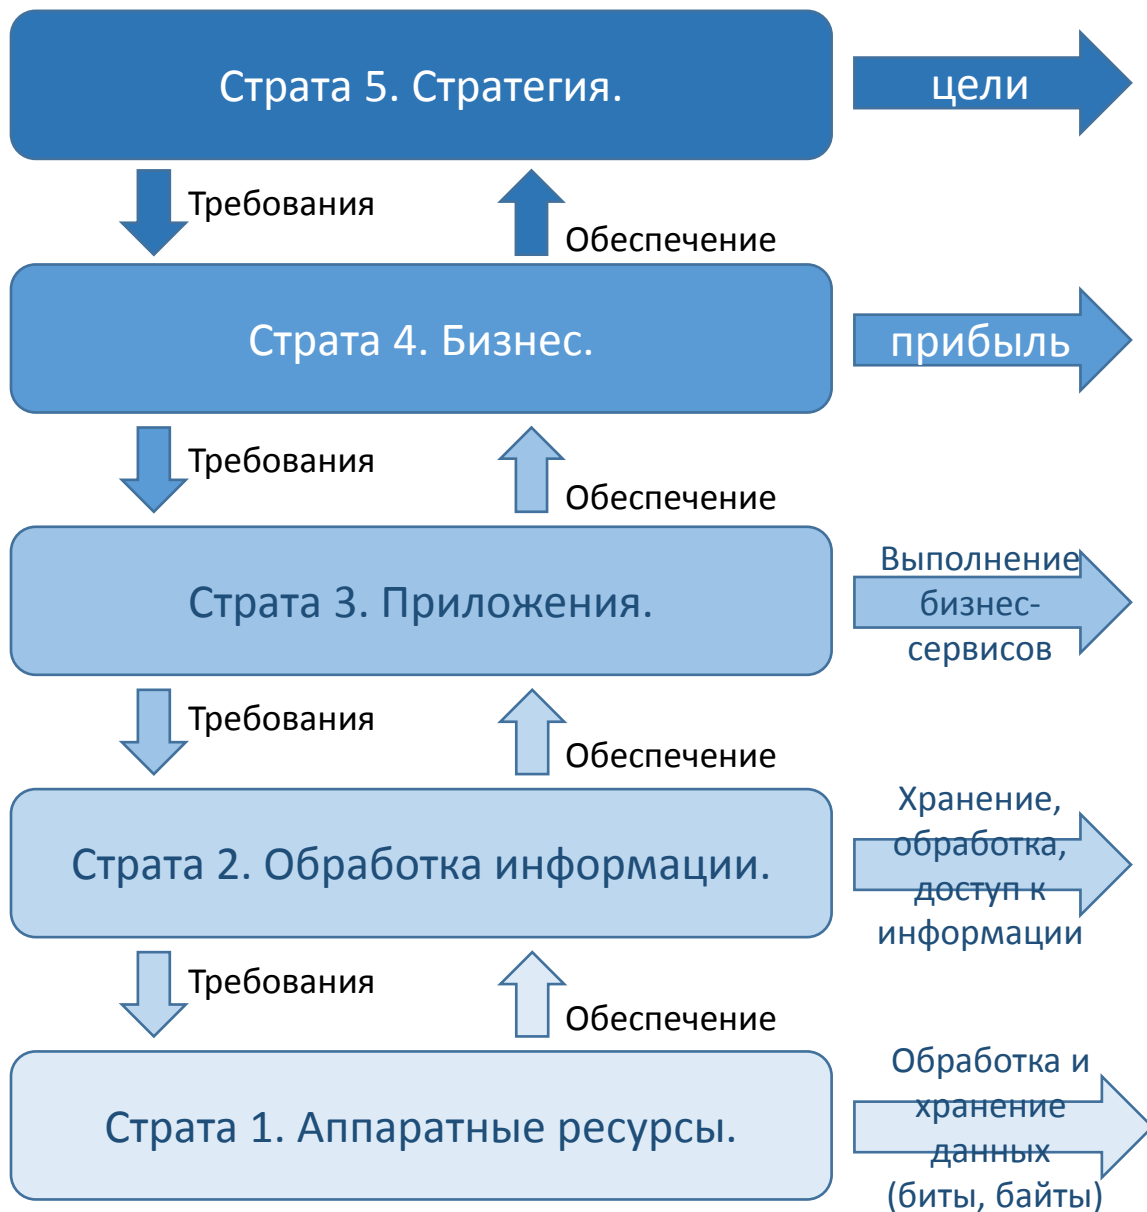 Страта 5. Стратегия.
цели
Требования
Обеспечение
Страта 4. Бизнес.
прибыль
Требования
Обеспечение
Страта 3. Приложения.
Выполнение
бизнес-
сервисов
Требования
Обеспечение
Страта 2. Обработка информации.
Хранение,
обработка,
доступ к
информации
Требования
Обеспечение
Страта 1. Аппаратные ресурсы.
Обработка и
хранение
данных
(биты, байты)